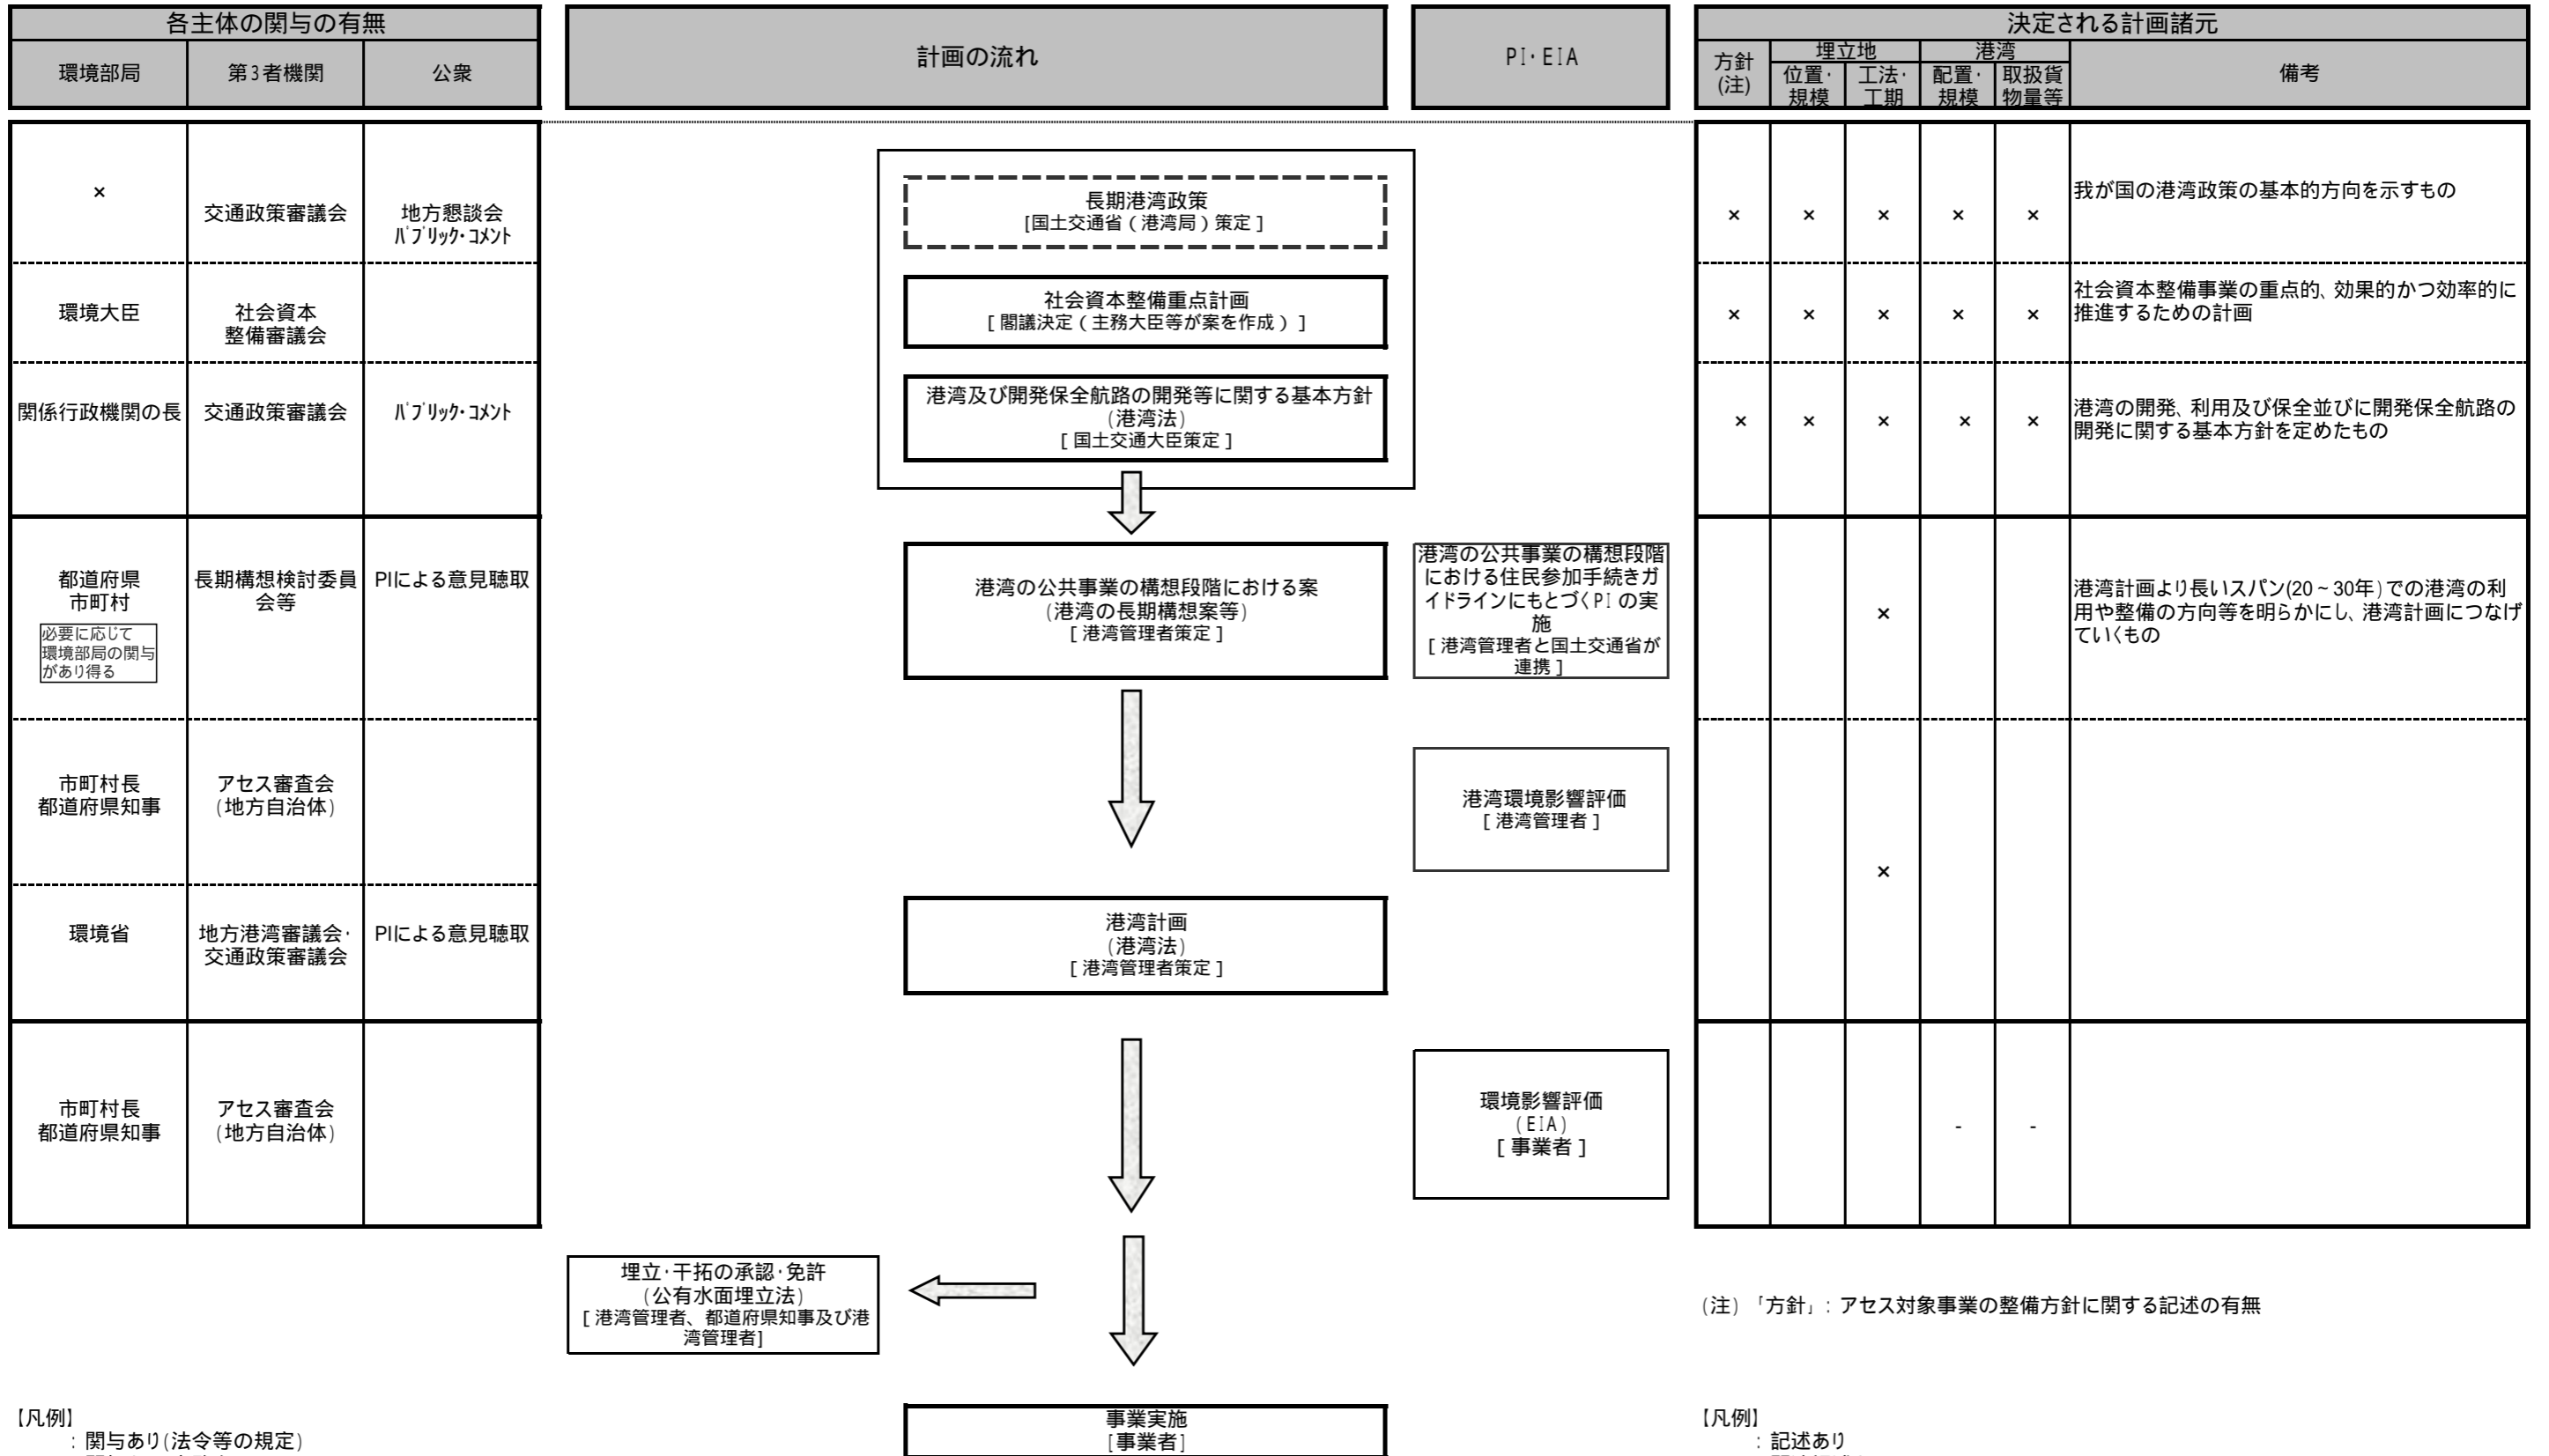 各主体の関与の有無
環境部局
第3者機関
公衆
計画の流れ
PI・EIA
決定される計画諸元
方針
(注)
埋立地
位置・
規模
工法・
工期
港湾
配置・
規模
取扱貨
物量等
備考
×
交通政策審議会
地方懇談会
ﾊﾟﾌﾞﾘｯｸ・ｺﾒﾝﾄ
長期港湾政策
[国土交通省（港湾局）策定]
× × × × ×
我が国の港湾政策の基本的方向を示すもの
環境大臣
社会資本
整備審議会
社会資本整備重点計画
[閣議決定（主務大臣等が案を作成）]
× × × × ×
社会資本整備事業の重点的、効果的かつ効率的に
推進するための計画
関係行政機関の長
交通政策審議会
ﾊﾟﾌﾞﾘｯｸ・ｺﾒﾝﾄ
港湾及び開発保全航路の開発等に関する基本方針
(港湾法)
[国土交通大臣策定]
× × × × ×
港湾の開発、利用及び保全並びに開発保全航路の
開発に関する基本方針を定めたもの
都道府県
市町村
必要に応じて
環境部局の関与
があり得る
長期構想検討委員
会等
PIによる意見聴取
港湾の公共事業の構想段階における案
(港湾の長期構想案等)
[港湾管理者策定]
港湾の公共事業の構想段階
における住民参加手続きガ
イドラインにもとづくPIの実
施
[港湾管理者と国土交通省が
連携]
×
港湾計画より長いスパン(20～30年)での港湾の利
用や整備の方向等を明らかにし、港湾計画につなげ
ていくもの
市町村長
都道府県知事
アセス審査会
(地方自治体)
港湾環境影響評価
[港湾管理者]
×
環境省
地方港湾審議会・
交通政策審議会
PIによる意見聴取
港湾計画
(港湾法)
[港湾管理者策定]
市町村長
都道府県知事
アセス審査会
(地方自治体)
環境影響評価
(EIA)
[事業者]
- -
埋立・干拓の承認・免許
(公有水面埋立法)
[港湾管理者、都道府県知事及び港
湾管理者]
(注)「方針」：アセス対象事業の整備方針に関する記述の有無
事業実施
[事業者]
【凡例】
：関与あり(法令等の規定)
【凡例】
：記述あり